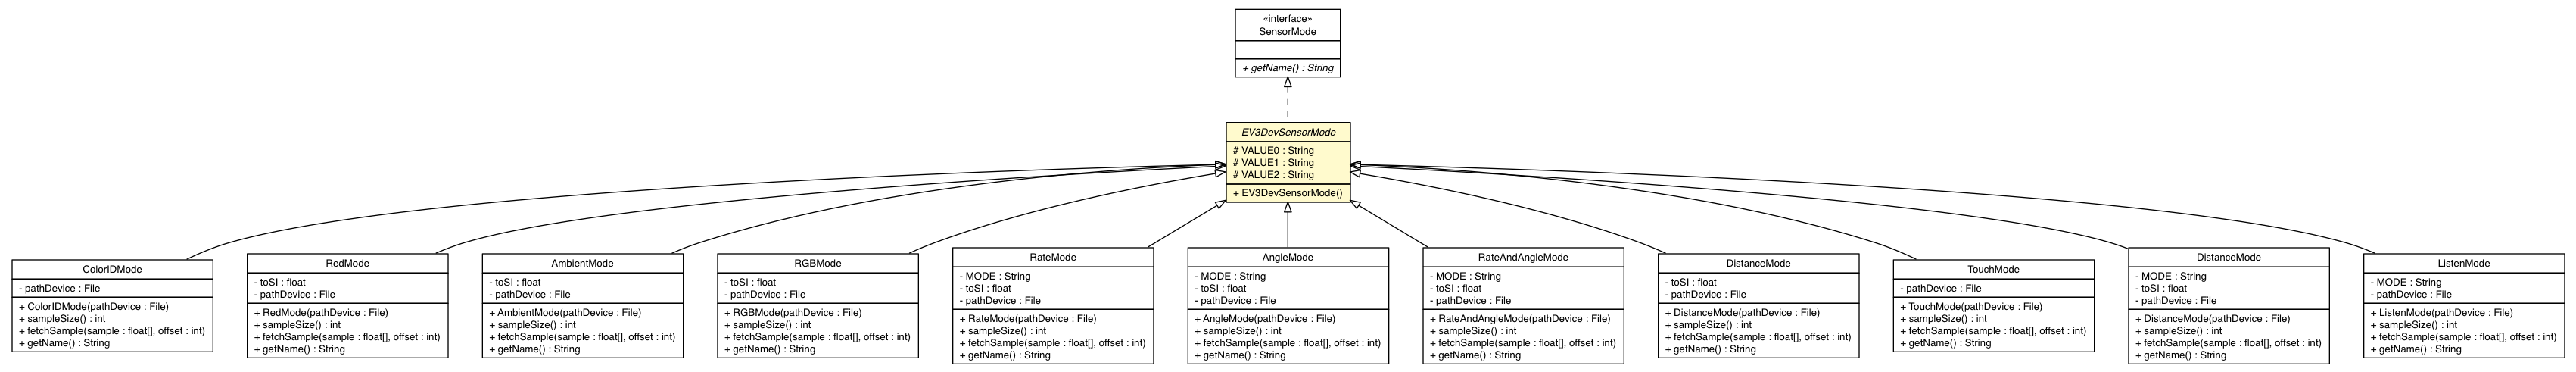 «interface»
SensorMode
+ getName() : String
EV3DevSensorMode
# VALUE0 : String
# VALUE1 : String
# VALUE2 : String
+ EV3DevSensorMode()
ColorIDMode
- pathDevice : File
+ ColorIDMode(pathDevice : File)
+ sampleSize() : int
+ fetchSample(sample : float[], offset : int)
+ getName() : String
RedMode
- toSI : float
- pathDevice : File
+ RedMode(pathDevice : File)
+ sampleSize() : int
+ fetchSample(sample : float[], offset : int)
+ getName() : String
AmbientMode
- toSI : float
- pathDevice : File
+ AmbientMode(pathDevice : File)
+ sampleSize() : int
+ fetchSample(sample : float[], offset : int)
+ getName() : String
RGBMode
- toSI : float
- pathDevice : File
+ RGBMode(pathDevice : File)
+ sampleSize() : int
+ fetchSample(sample : float[], offset : int)
+ getName() : String
RateMode
- MODE : String
- toSI : float
- pathDevice : File
+ RateMode(pathDevice : File)
+ sampleSize() : int
+ fetchSample(sample : float[], offset : int)
+ getName() : String
AngleMode
- MODE : String
- toSI : float
- pathDevice : File
+ AngleMode(pathDevice : File)
+ sampleSize() : int
+ fetchSample(sample : float[], offset : int)
+ getName() : String
RateAndAngleMode
- MODE : String
- toSI : float
- pathDevice : File
+ RateAndAngleMode(pathDevice : File)
+ sampleSize() : int
+ fetchSample(sample : float[], offset : int)
+ getName() : String
DistanceMode
- toSI : float
- pathDevice : File
+ DistanceMode(pathDevice : File)
+ sampleSize() : int
+ fetchSample(sample : float[], offset : int)
+ getName() : String
TouchMode
- pathDevice : File
+ TouchMode(pathDevice : File)
+ sampleSize() : int
+ fetchSample(sample : float[], offset : int)
+ getName() : String
DistanceMode
- MODE : String
- toSI : float
- pathDevice : File
+ DistanceMode(pathDevice : File)
+ sampleSize() : int
+ fetchSample(sample : float[], offset : int)
+ getName() : String
ListenMode
- MODE : String
- pathDevice : File
+ ListenMode(pathDevice : File)
+ sampleSize() : int
+ fetchSample(sample : float[], offset : int)
+ getName() : String